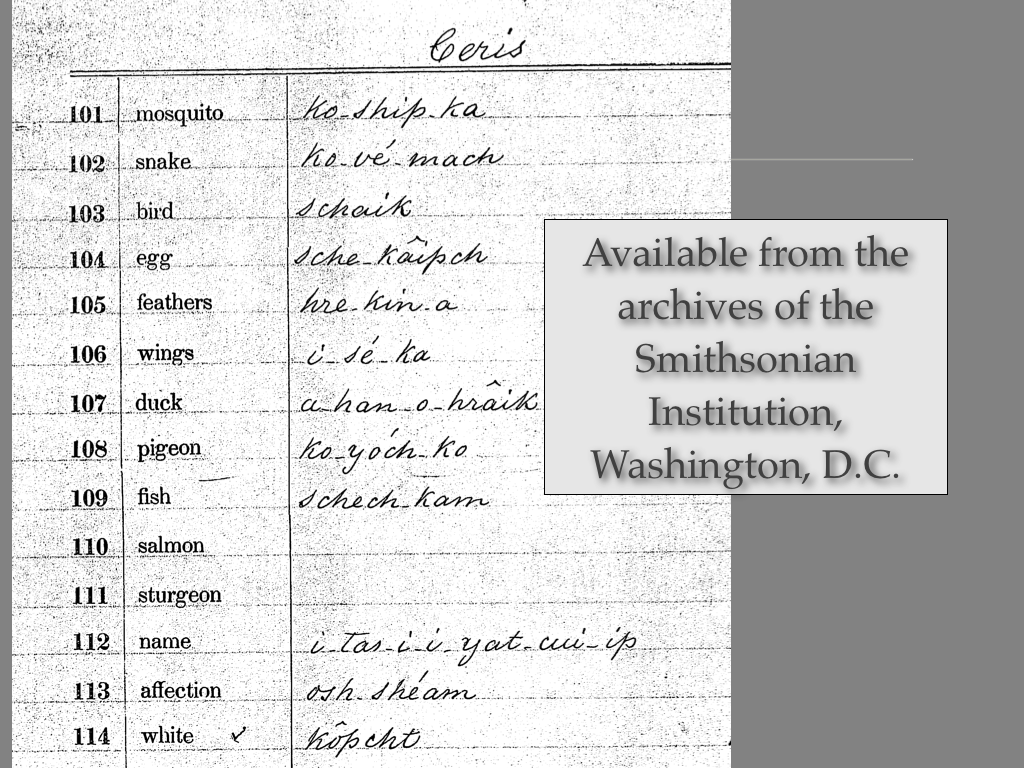 Ceris
101 mosquito ko-ship-ka
102 snake ko-vé-mach
103 bird schaik
104 egg sche-kâipch
105 feathers hre-kin-a
106 wings i-sé-ka
107 duck a-han-o-hrâik
108 pigeon ko-yóch-ko
109 fish schech-kam
110 salmon
111 sturgeon
112 name i-tas-i-i-yat-cui-ip
113 affection osh-shéam
114 white ✓ kôpcht
Available from the
archives of the
Smithsonian
Institution,
Washington, D.C.